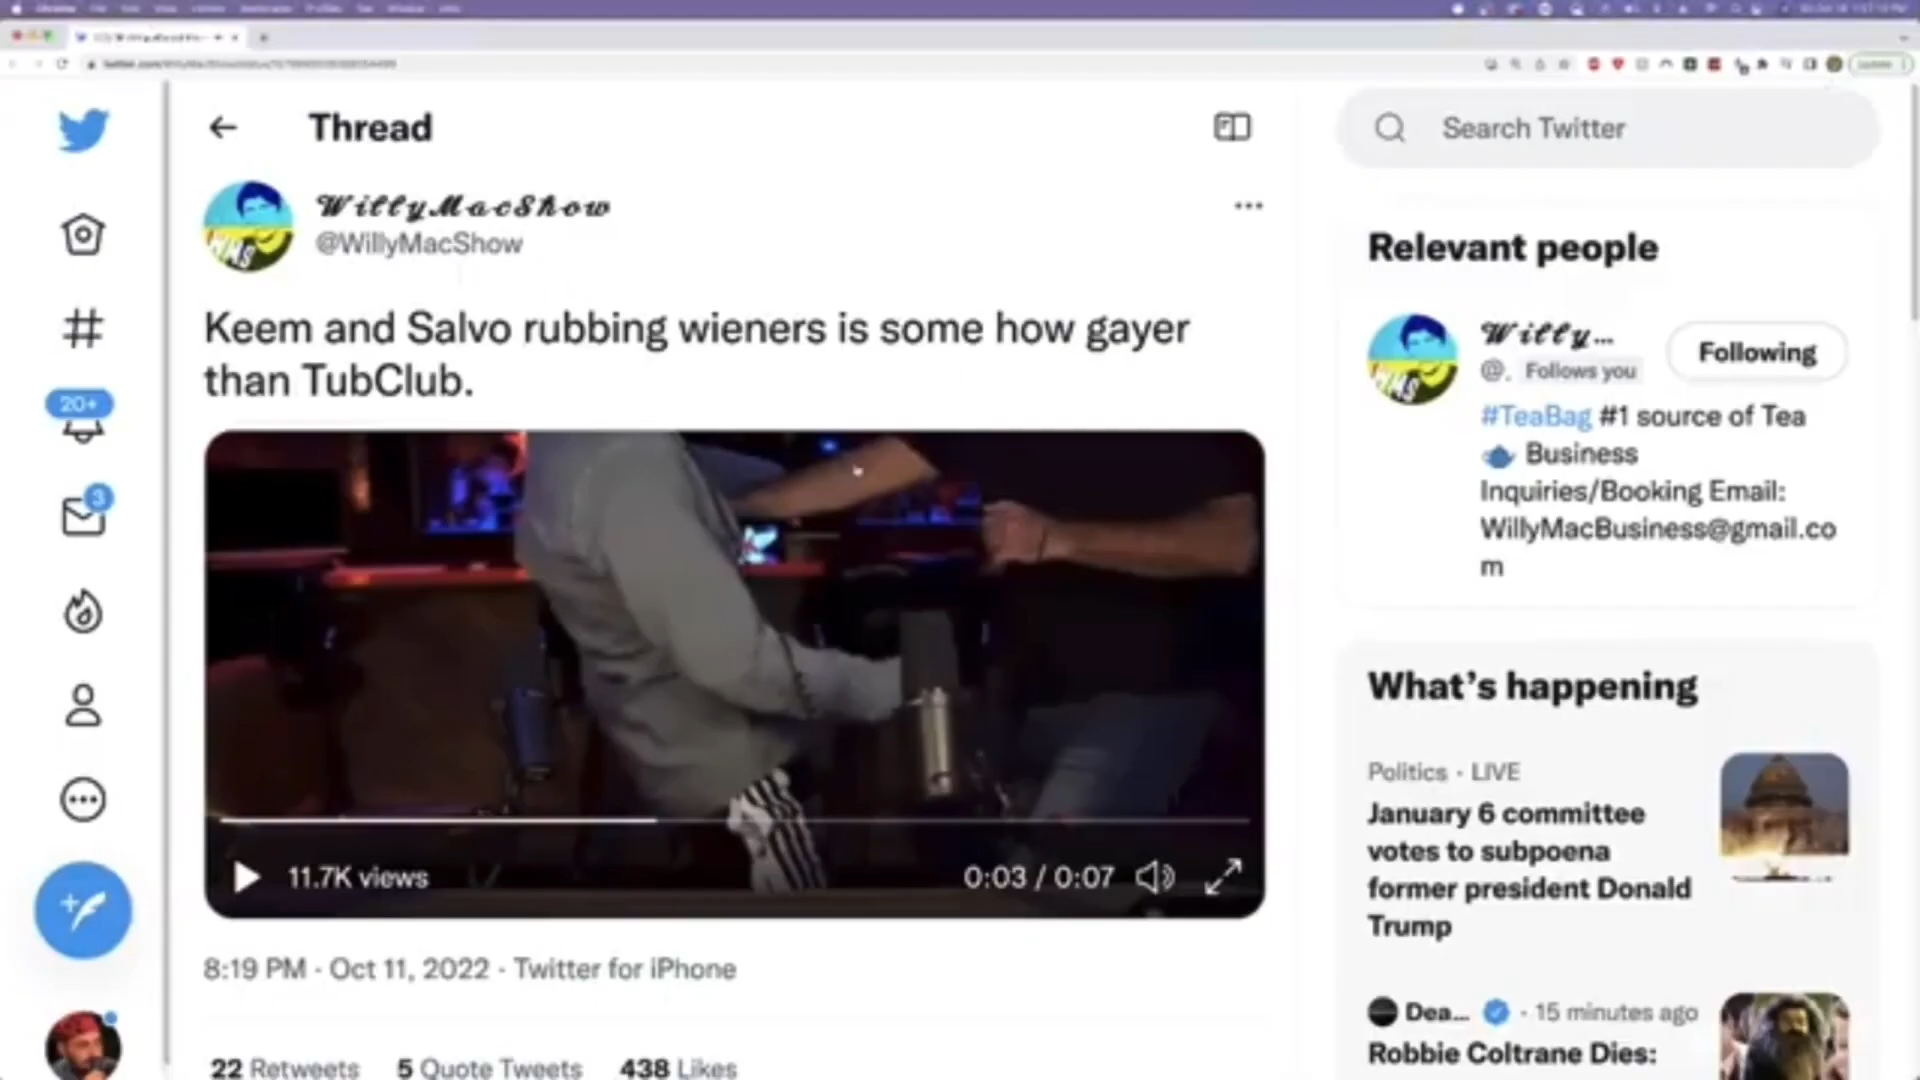 Thread
Search Twitter
WillyMacShow
@WillyMacShow
Keem and Salvo rubbing wieners is some how gayer
than TubClub.
11.7K views
0:03 / 0:07
8:19 PM · Oct 11, 2022 · Twitter for iPhone
22 Retweets 5 Quote Tweets 438 Likes
20+
3
Relevant people
Willy...
Following
@. Follows you
#TeaBag #1 source of Tea
Business
Inquiries/Booking Email:
WillyMacBusiness@gmail.co
m
What's happening
Politics · LIVE
January 6 committee
votes to subpoena
former president Donald
Trump
Dea... · 15 minutes ago
Robbie Coltrane Dies: